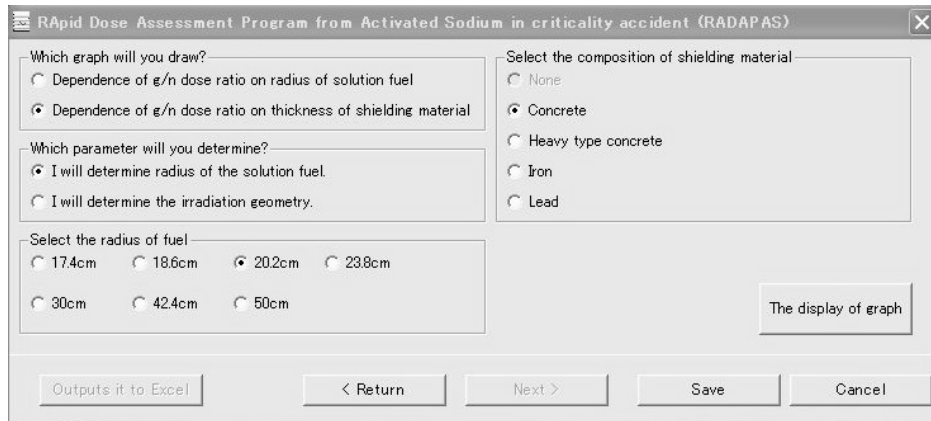 RApid Dose Assessment Program from Activated Sodium in criticality accident (RADAPAS)
Which graph will you draw?
Dependence of g/n dose ratio on radius of solution fuel
Dependence of g/n dose ratio on thickness of shielding material
Which parameter will you determine?
I will determine radius of the solution fuel.
I will determine the irradiation geometry.
Select the radius of fuel
17.4cm 18.6cm 20.2cm 23.8cm
30cm 42.4cm 50cm
Select the composition of shielding material
None
Concrete
Heavy type concrete
Iron
Lead
The display of graph
Outputs it to Excel < Return Next > Save Cancel